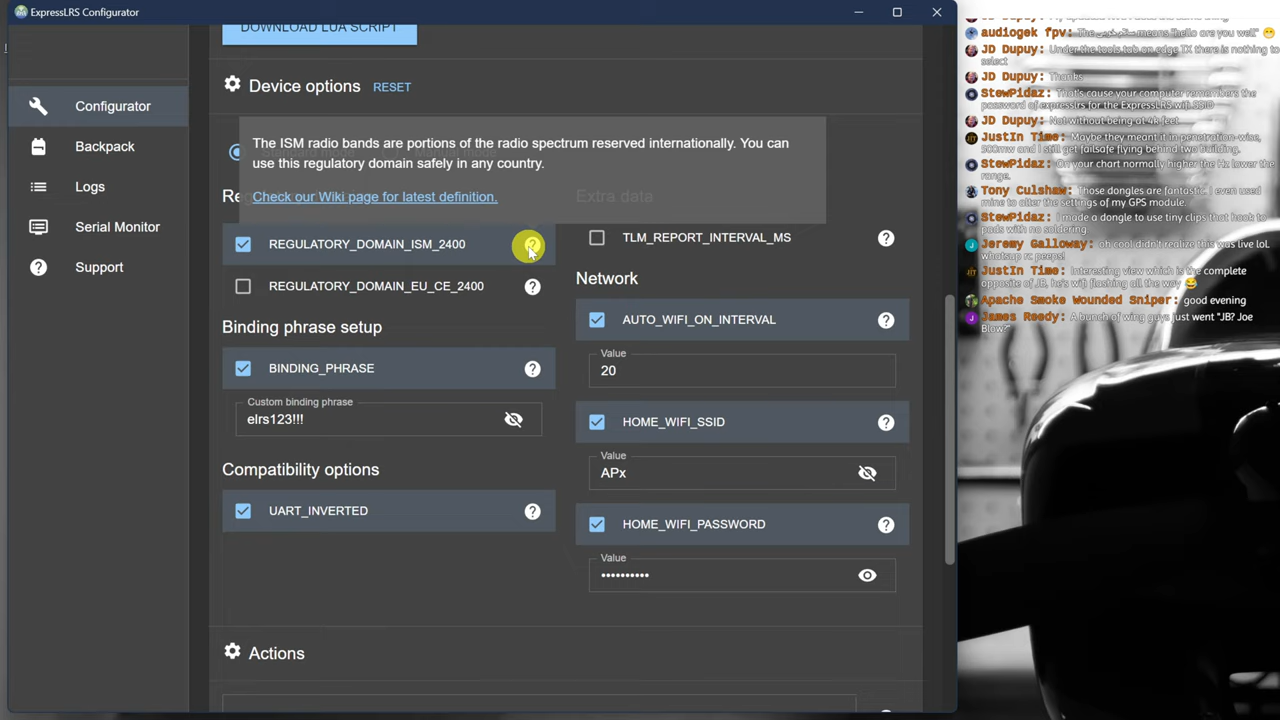 ExpressLRS Configurator
DOWNLOAD LUA SCRIPT
Configurator
Backpack
Logs
Serial Monitor
Support
Device options RESET
The ISM radio bands are portions of the radio spectrum reserved internationally. You can
use this regulatory domain safely in any country.
Check our Wiki page for latest definition.
Extra data
REGULATORY_DOMAIN_ISM_2400
REGULATORY_DOMAIN_EU_CE_2400
Binding phrase setup
BINDING_PHRASE
Custom binding phrase
elrs123!!!
Compatibility options
UART_INVERTED
TLM_REPORT_INTERVAL_MS
Network
AUTO_WIFI_ON_INTERVAL
Value
20
HOME_WIFI_SSID
Value
APx
HOME_WIFI_PASSWORD
Value
••••••••••
Actions
audiogek fpv: The means "hello are you well" 😁
JD Dupuy: Under the tools tab on edge TX there is nothing to
select
JD Dupuy: Thanks
StewPidaz: That's cause your computer remembers the
password of expresslrs for the ExpressLRS wifi SSID
JD Dupuy: Not without being at 4k feet
JustIn Time: Maybe they meant it in penetration-wise,
500mw and I still get failsafe flying behind two building.
StewPidaz: On your chart normally higher the Hz lower the
range.
Tony Culshaw: Those dongles are fantastic. I even used
mine to alter the settings of my GPS module.
StewPidaz: I made a dongle to use tiny clips that hook to
pads with no soldering
Jeremy Galloway: ah cool didn't realize this was live lol.
whatsup rc peeps!
JustIn Time: Interesting view which is the complete
opposite of JB, he's wifi flashing all the way 😂
Apache Smoke Wounded Sniper: good evening
James Reedy: A bunch of wing guys just went "JB? Joe
Blow?"